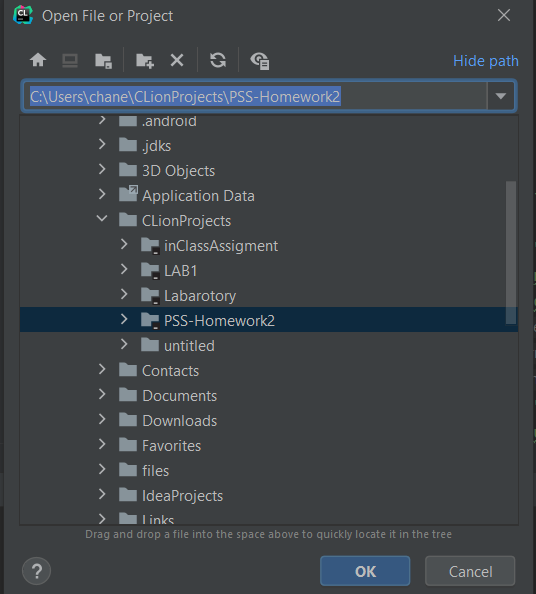 CL
Open File or Project
Hide path
C:\Users\chane\CLionProjects\PSS-Homework2
.android
.jdks
3D Objects
Application Data
CLionProjects
inClassAssigment
LAB1
Labarotory
PSS-Homework2
untitled
Contacts
Documents
Downloads
Favorites
files
IdeaProjects
Links
Drag and drop a file into the space above to quickly locate it in the tree
?
OK
Cancel